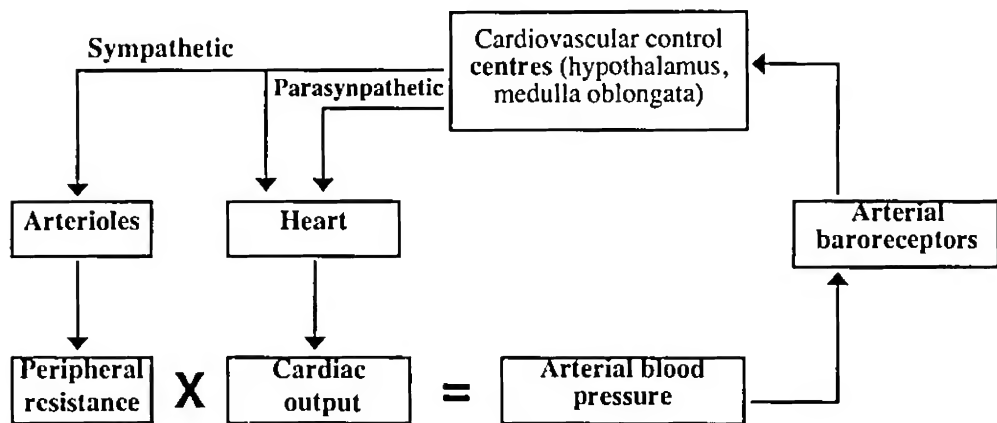 Sympathetic
Cardiovascular control
centres (hypothalamus,
medulla oblongata)
Parasynpathetic
Arterioles
Heart
Arterial
baroreceptors
Peripheral
resistance
X
Cardiac
output
=
Arterial blood
pressure